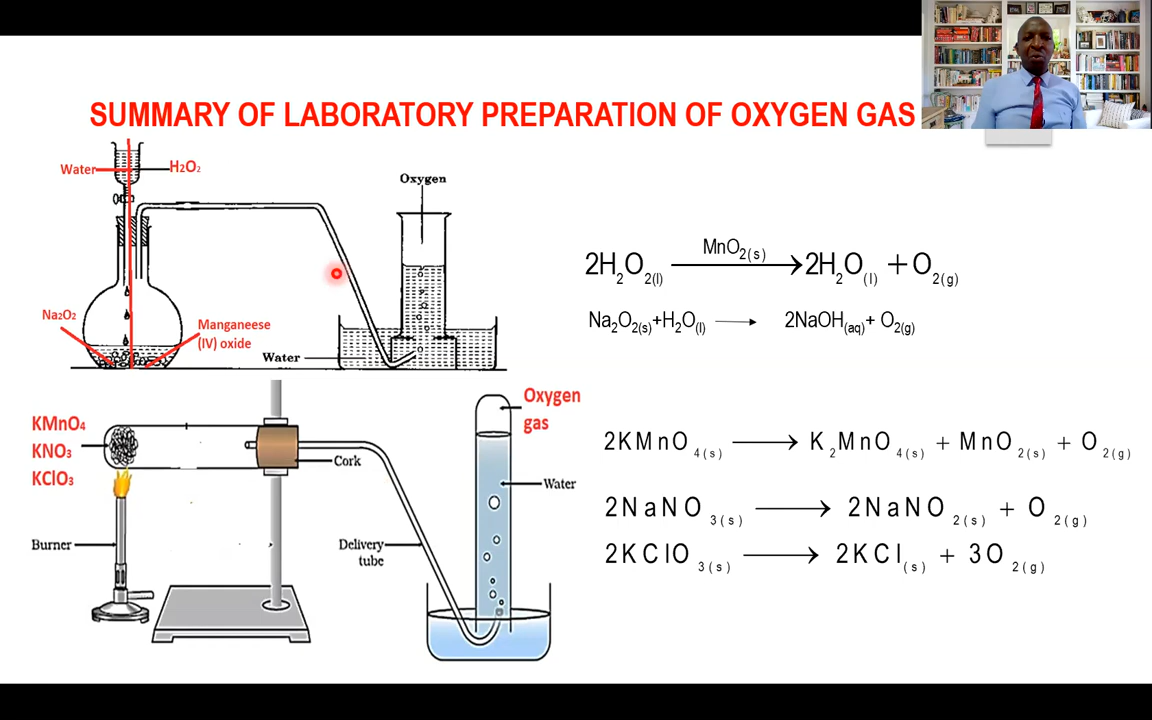 SUMMARY OF LABORATORY PREPARATION OF OXYGEN GAS
Water
H₂O₂
Oxygen
Na₂O₂
Manganeese
(IV) oxide
Water
2H₂O₂(l) —MnO₂(s)→ 2H₂O(l) + O₂(g)
Na₂O₂(s)+H₂O(l) → 2NaOH(aq)+ O₂(g)
KMnO₄
KNO₃
KClO₃
Oxygen
gas
Cork
Water
Burner
Delivery
tube
2KMnO₄(s) → K₂MnO₄(s) + MnO₂(s) + O₂(g)
2NaNO₃(s) → 2NaNO₂(s) + O₂(g)
2KClO₃(s) → 2KCl(s) + 3O₂(g)